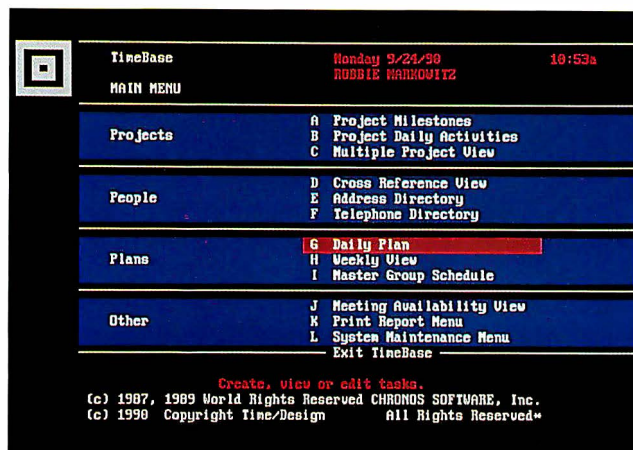 TimeBase Monday 9/24/90 10:53a
ROBBIE MARKOWITZ
MAIN MENU
Projects
A Project Milestones
B Project Daily Activities
C Multiple Project View
People
D Cross Reference View
E Address Directory
F Telephone Directory
Plans
G Daily Plan
H Weekly View
I Master Group Schedule
Other
J Meeting Availability View
K Print Report Menu
L System Maintenance Menu
Exit TimeBase
Create, view or edit tasks.
(c) 1987, 1989 World Rights Reserved CHRONOS SOFTWARE, Inc.
(c) 1990 Copyright Time/Design All Rights Reserved*